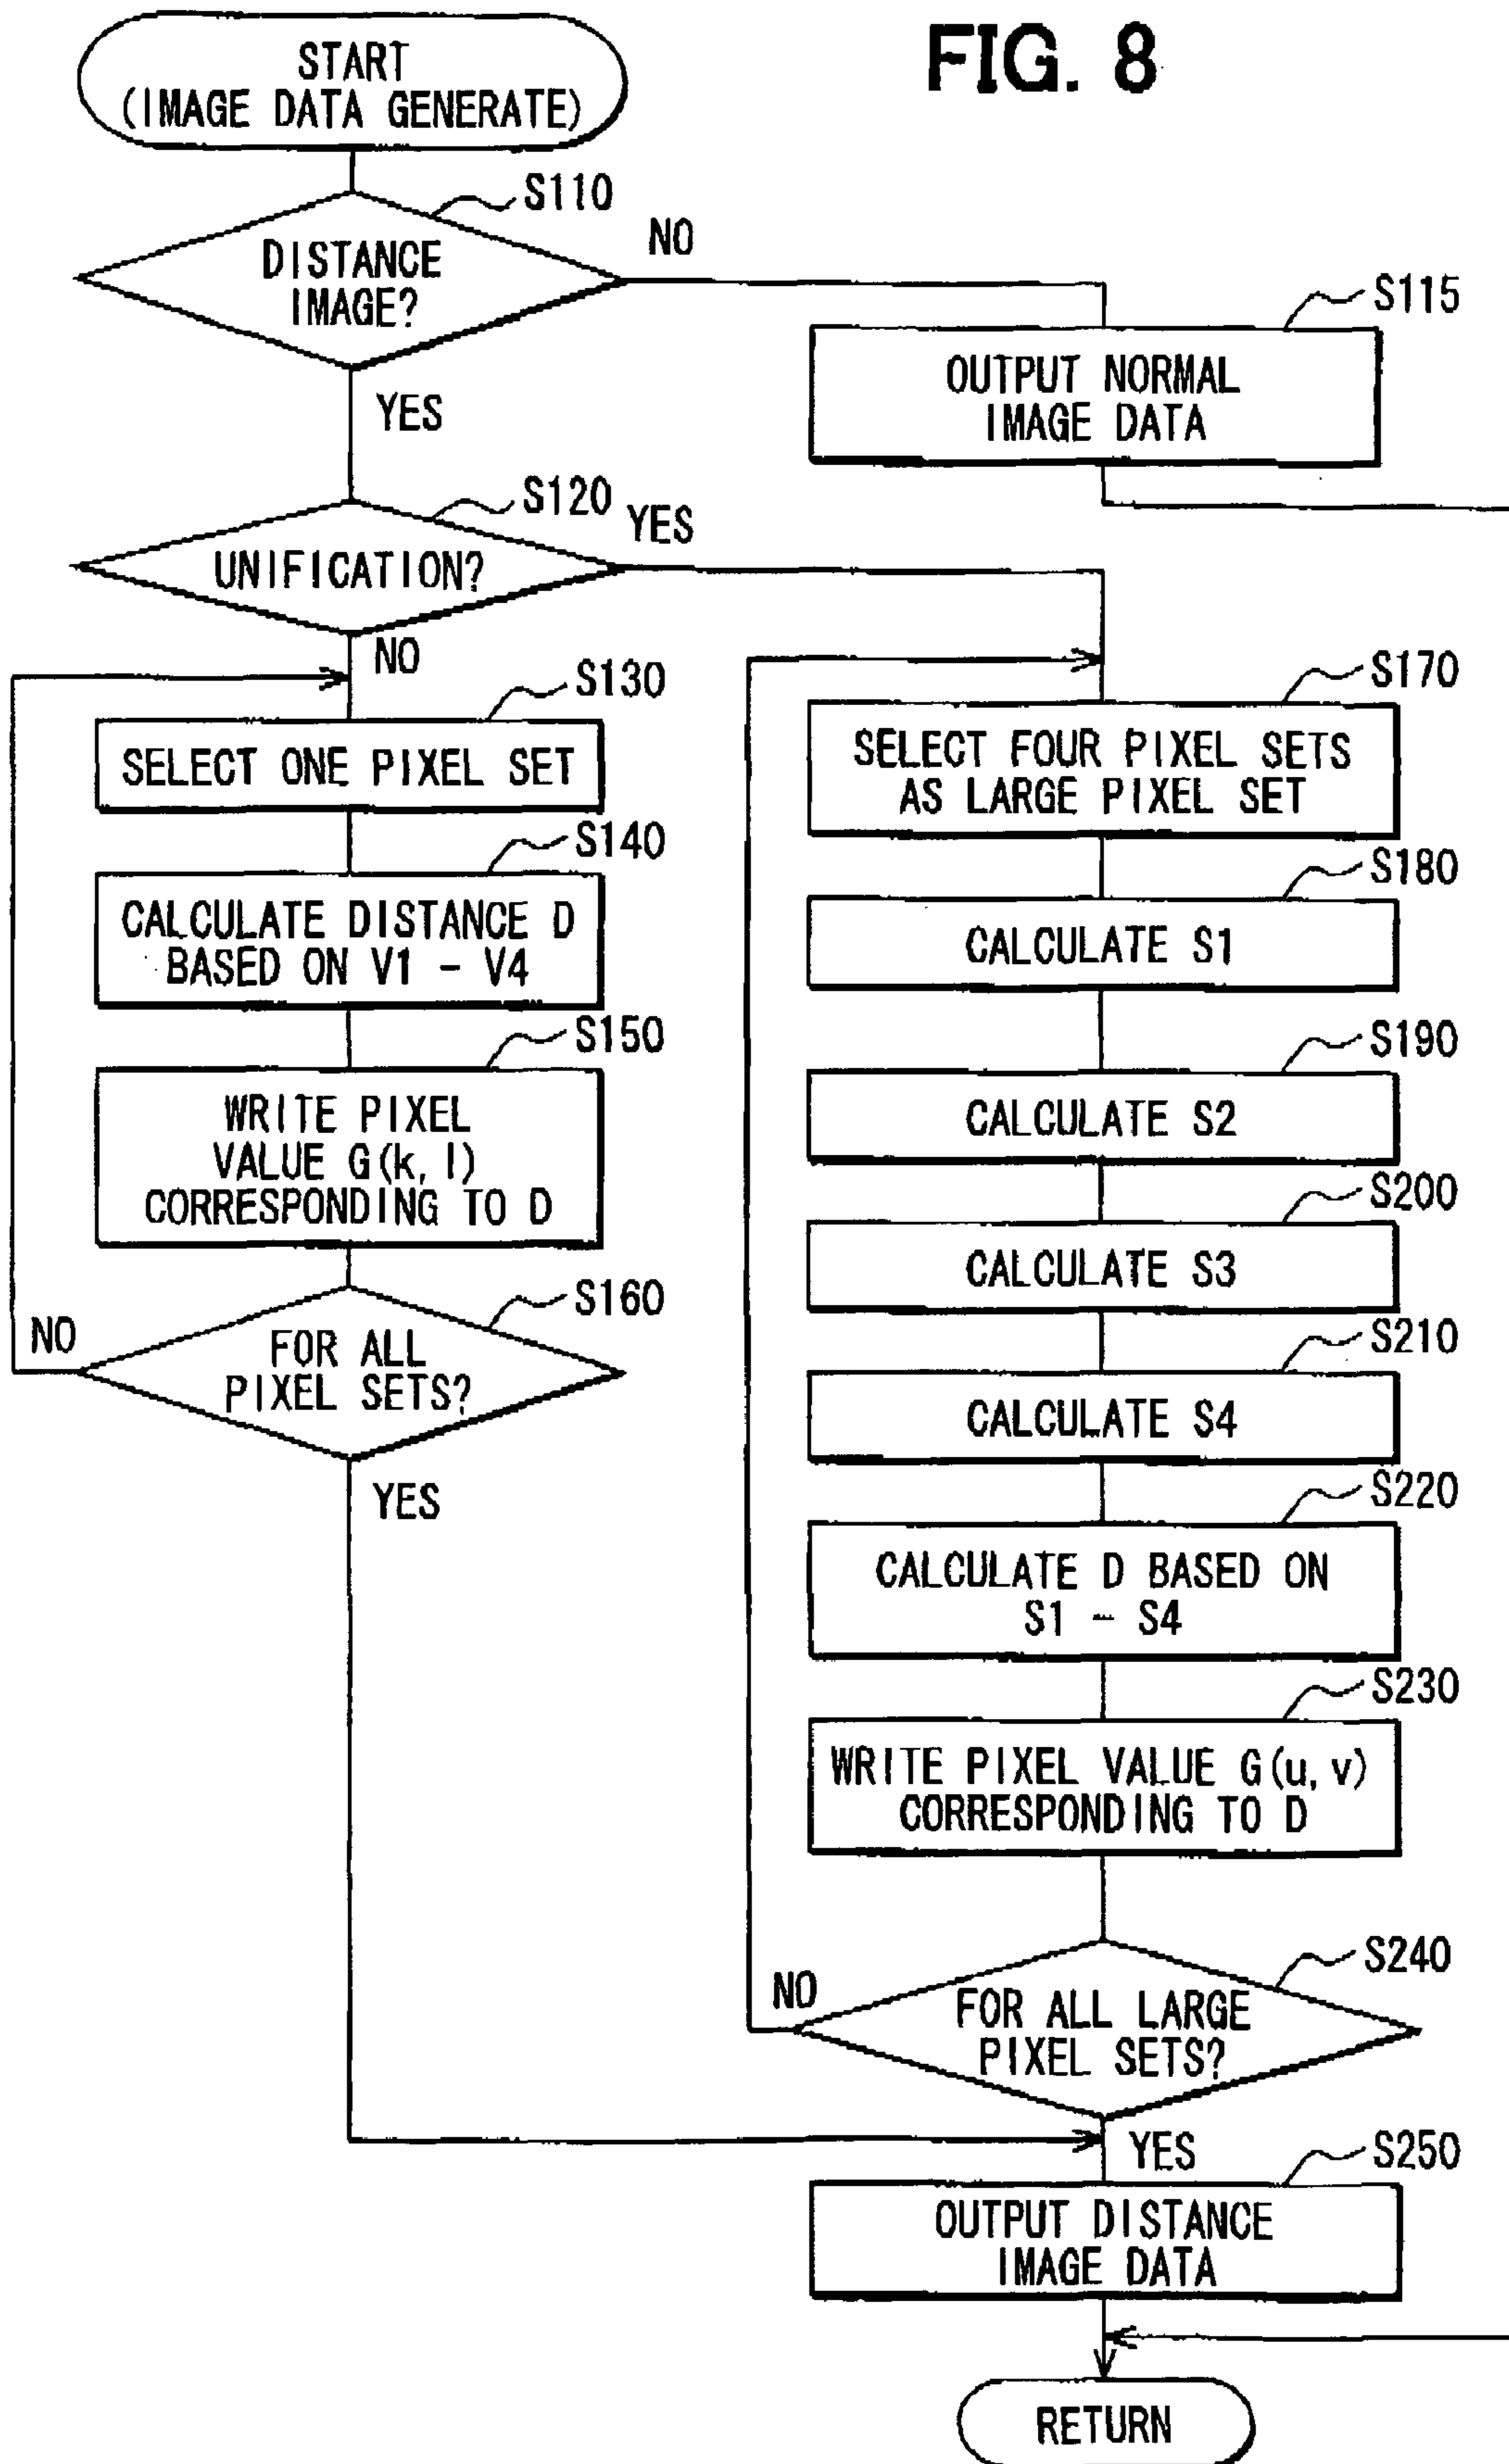 FIG. 8
START
(IMAGE DATA GENERATE)
S110
DISTANCE
IMAGE?
NO
YES
S115
OUTPUT NORMAL
IMAGE DATA
S120
UNIFICATION?
YES
NO
S130
SELECT ONE PIXEL SET
S140
CALCULATE DISTANCE D
BASED ON V1 - V4
S150
WRITE PIXEL
VALUE G(k, l)
CORRESPONDING TO D
S160
FOR ALL
PIXEL SETS?
NO
YES
S170
SELECT FOUR PIXEL SETS
AS LARGE PIXEL SET
S180
CALCULATE S1
S190
CALCULATE S2
S200
CALCULATE S3
S210
CALCULATE S4
S220
CALCULATE D BASED ON
S1 - S4
S230
WRITE PIXEL VALUE G(u, v)
CORRESPONDING TO D
S240
FOR ALL LARGE
PIXEL SETS?
NO
YES
S250
OUTPUT DISTANCE
IMAGE DATA
RETURN